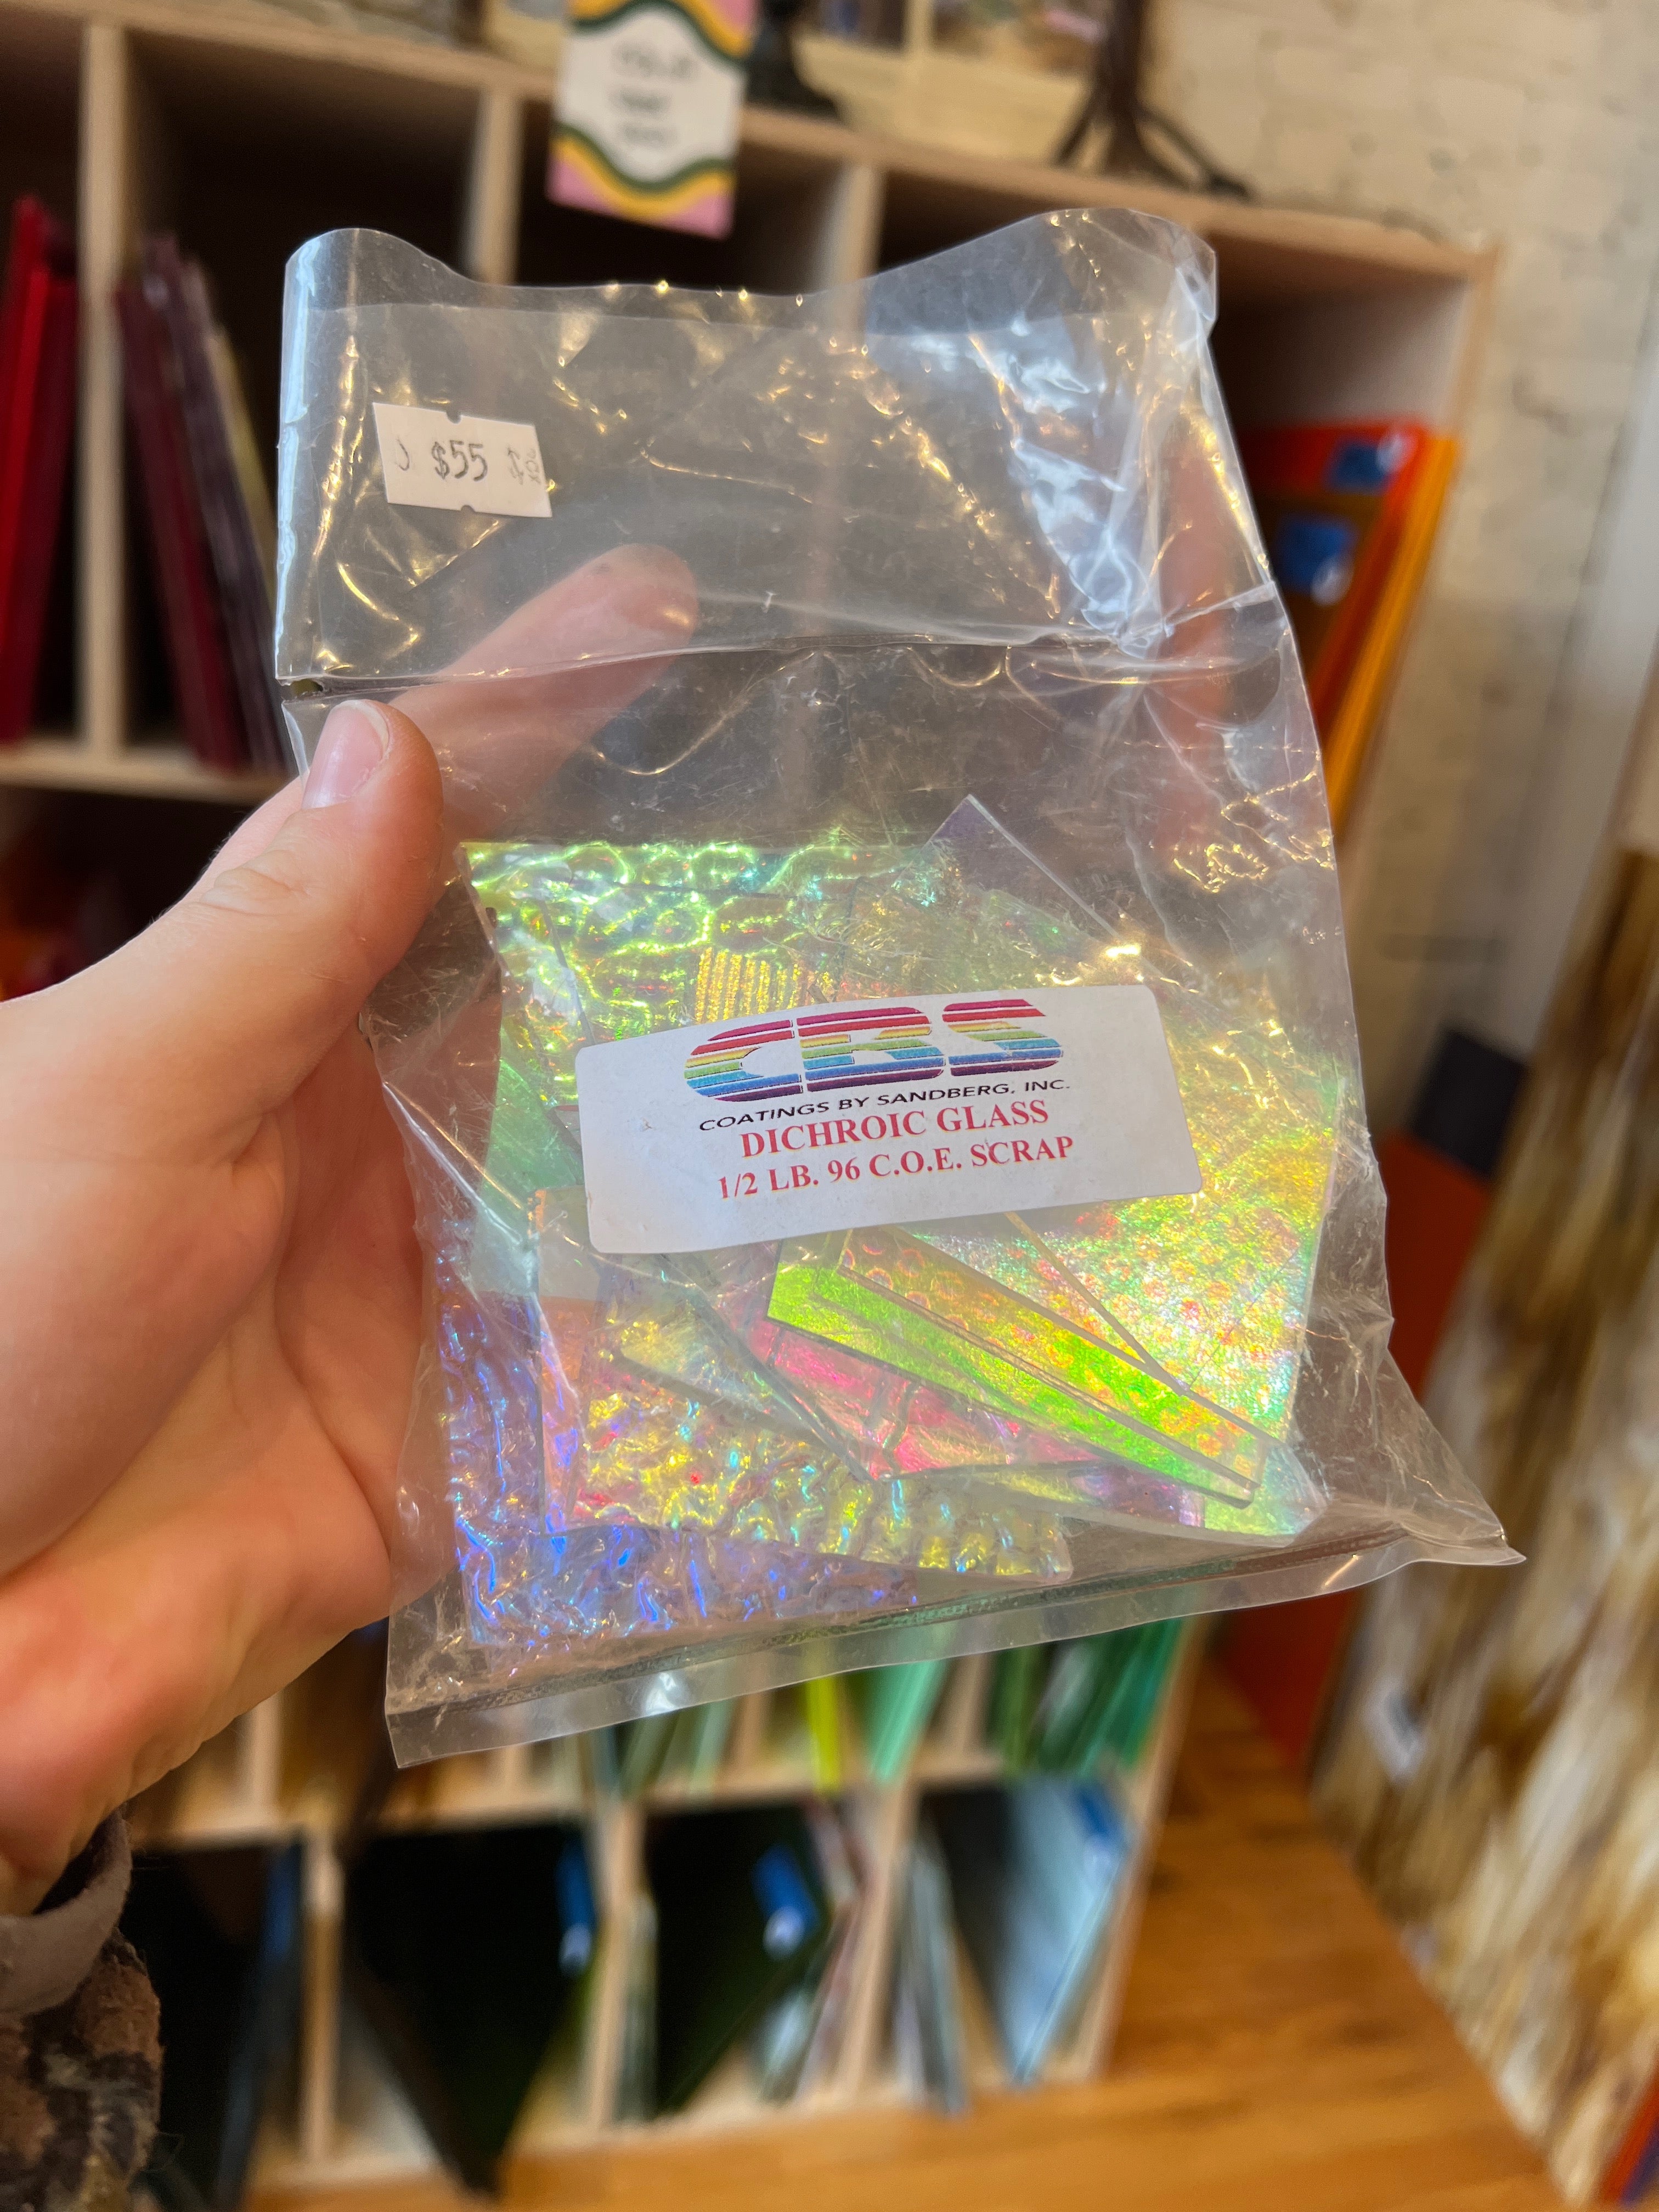 $55
CBS
COATINGS BY SANDBERG, INC.
DICHROIC GLASS
1/2 LB. 96 C.O.E. SCRAP